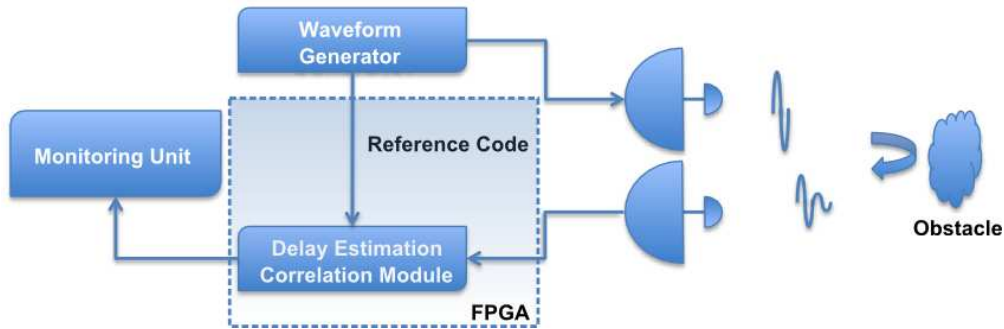 Waveform
Generator
Reference Code
Monitoring Unit
Delay Estimation
Correlation Module
FPGA
Obstacle